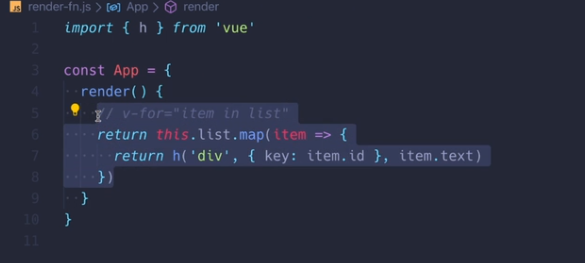 JS render-fn.js > App > render
1 import { h } from 'vue'
2
3 const App = {
4 render() {
5 // v-for="item in list"
6 return this.list.map(item => {
7 return h('div', { key: item.id }, item.text)
8 })
9 }
10 }
11